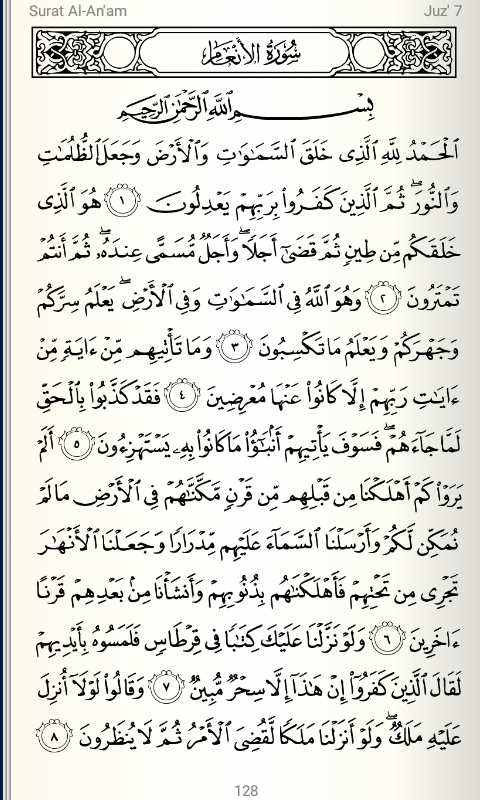 Surat Al-An'am Juz' 7
سُورَةُ الأَنْعَامِ
بِسْمِ ٱللَّهِ ٱلرَّحْمَٰنِ ٱلرَّحِيمِ
ٱلْحَمْدُ لِلَّهِ ٱلَّذِى خَلَقَ ٱلسَّمَٰوَٰتِ وَٱلْأَرْضَ وَجَعَلَ ٱلظُّلُمَٰتِ
وَٱلنُّورَ ۖ ثُمَّ ٱلَّذِينَ كَفَرُوا۟ بِرَبِّهِمْ يَعْدِلُونَ ١ هُوَ ٱلَّذِى
خَلَقَكُم مِّن طِينٍ ثُمَّ قَضَىٰٓ أَجَلًا ۖ وَأَجَلٌ مُّسَمًّى عِندَهُۥ ۖ ثُمَّ أَنتُمْ
تَمْتَرُونَ ٢ وَهُوَ ٱللَّهُ فِى ٱلسَّمَٰوَٰتِ وَفِى ٱلْأَرْضِ ۖ يَعْلَمُ سِرَّكُمْ
وَجَهْرَكُمْ وَيَعْلَمُ مَا تَكْسِبُونَ ٣ وَمَا تَأْتِيهِم مِّنْ ءَايَةٍ مِّنْ
ءَايَٰتِ رَبِّهِمْ إِلَّا كَانُوا۟ عَنْهَا مُعْرِضِينَ ٤ فَقَدْ كَذَّبُوا۟ بِٱلْحَقِّ
لَمَّا جَآءَهُمْ ۖ فَسَوْفَ يَأْتِيهِمْ أَنۢبَٰٓؤُا۟ مَا كَانُوا۟ بِهِۦ يَسْتَهْزِءُونَ ٥ أَلَمْ
يَرَوْا۟ كَمْ أَهْلَكْنَا مِن قَبْلِهِم مِّن قَرْنٍ مَّكَّنَّٰهُمْ فِى ٱلْأَرْضِ مَا لَمْ
نُمَكِّن لَّكُمْ وَأَرْسَلْنَا ٱلسَّمَآءَ عَلَيْهِم مِّدْرَارًا وَجَعَلْنَا ٱلْأَنْهَٰرَ
تَجْرِى مِن تَحْتِهِمْ فَأَهْلَكْنَٰهُم بِذُنُوبِهِمْ وَأَنشَأْنَا مِنۢ بَعْدِهِمْ قَرْنًا
ءَاخَرِينَ ٦ وَلَوْ نَزَّلْنَا عَلَيْكَ كِتَٰبًا فِى قِرْطَاسٍ فَلَمَسُوهُ بِأَيْدِيهِمْ
لَقَالَ ٱلَّذِينَ كَفَرُوٓا۟ إِنْ هَٰذَآ إِلَّا سِحْرٌ مُّبِينٌ ٧ وَقَالُوا۟ لَوْلَآ أُنزِلَ
عَلَيْهِ مَلَكٌ ۖ وَلَوْ أَنزَلْنَا مَلَكًا لَّقُضِىَ ٱلْأَمْرُ ثُمَّ لَا يُنظَرُونَ ٨
128